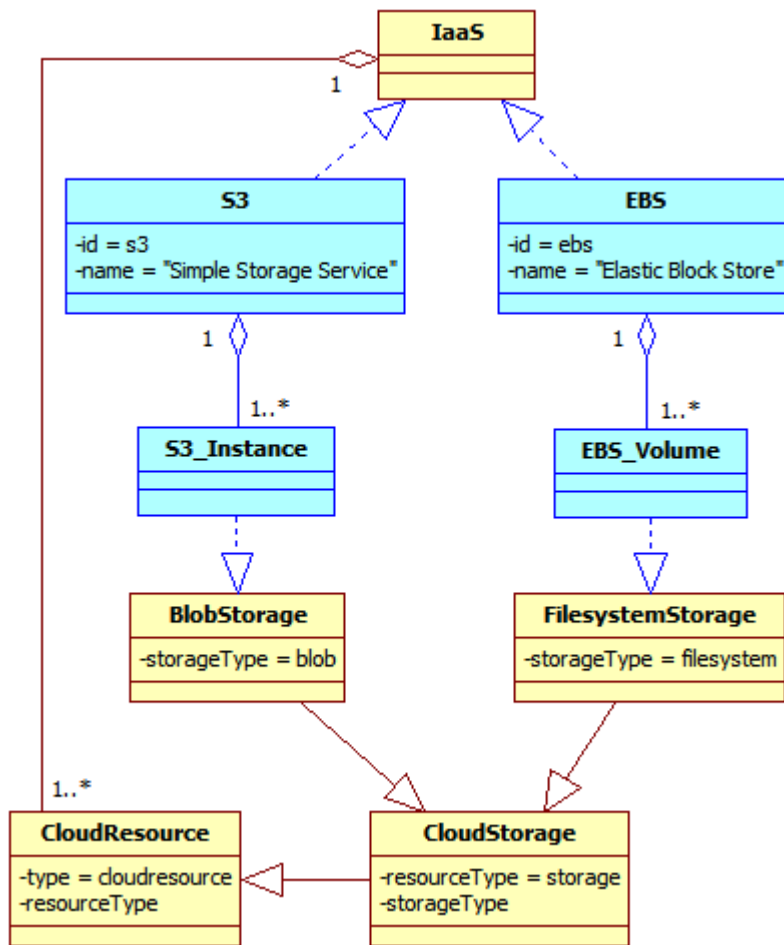 IaaS
1
S3
-id = s3
-name = "Simple Storage Service"
EBS
-id = ebs
-name = "Elastic Block Store"
1
1
1..*
1..*
S3_Instance
EBS_Volume
BlobStorage
-storageType = blob
FilesystemStorage
-storageType = filesystem
1..*
CloudResource
-type = cloudresource
-resourceType
CloudStorage
-resourceType = storage
-storageType